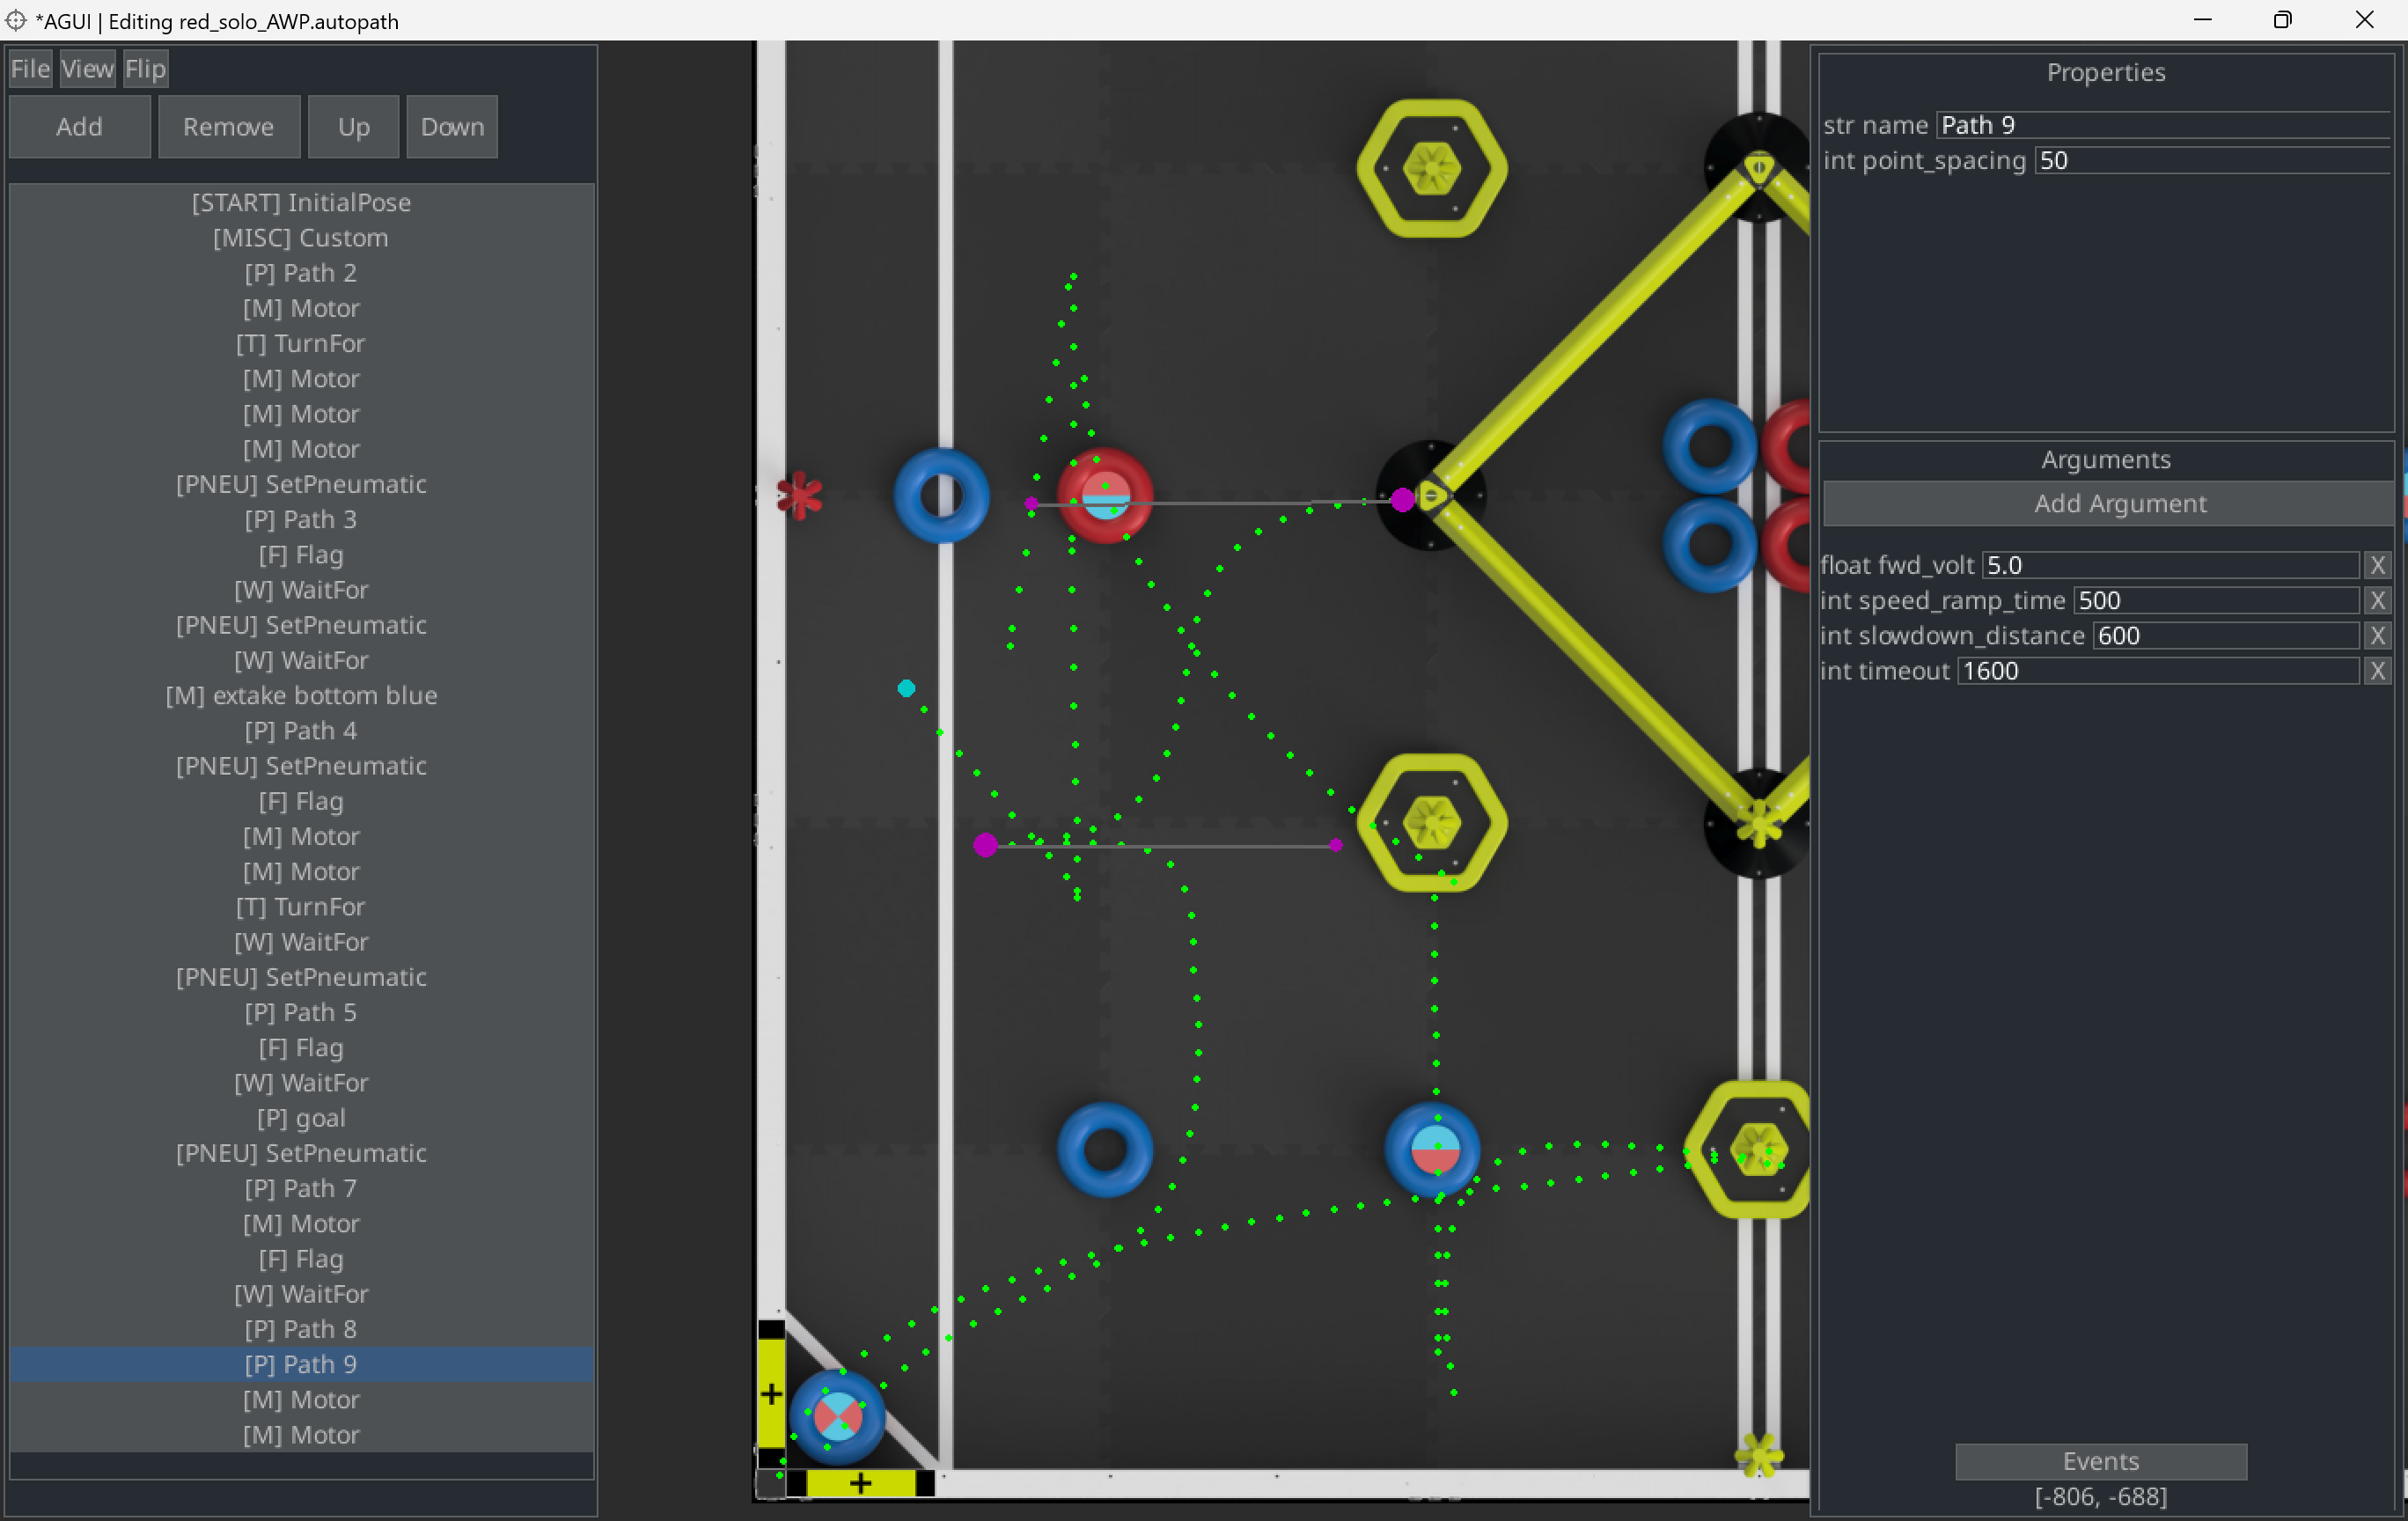 *AGUI | Editing red_solo_AWP.autopath
File View Flip
Add Remove Up Down
[START] InitialPose
[MISC] Custom
[P] Path 2
[M] Motor
[T] TurnFor
[M] Motor
[M] Motor
[M] Motor
[PNEU] SetPneumatic
[P] Path 3
[F] Flag
[W] WaitFor
[PNEU] SetPneumatic
[W] WaitFor
[M] extake bottom blue
[P] Path 4
[PNEU] SetPneumatic
[F] Flag
[M] Motor
[M] Motor
[T] TurnFor
[W] WaitFor
[PNEU] SetPneumatic
[P] Path 5
[F] Flag
[W] WaitFor
[P] goal
[PNEU] SetPneumatic
[P] Path 7
[M] Motor
[F] Flag
[W] WaitFor
[P] Path 8
[P] Path 9
[M] Motor
[M] Motor
+
+
Properties
str name Path 9
int point_spacing 50
Arguments
Add Argument
float fwd_volt 5.0 X
int speed_ramp_time 500 X
int slowdown_distance 600 X
int timeout 1600 X
Events
[-806, -688]